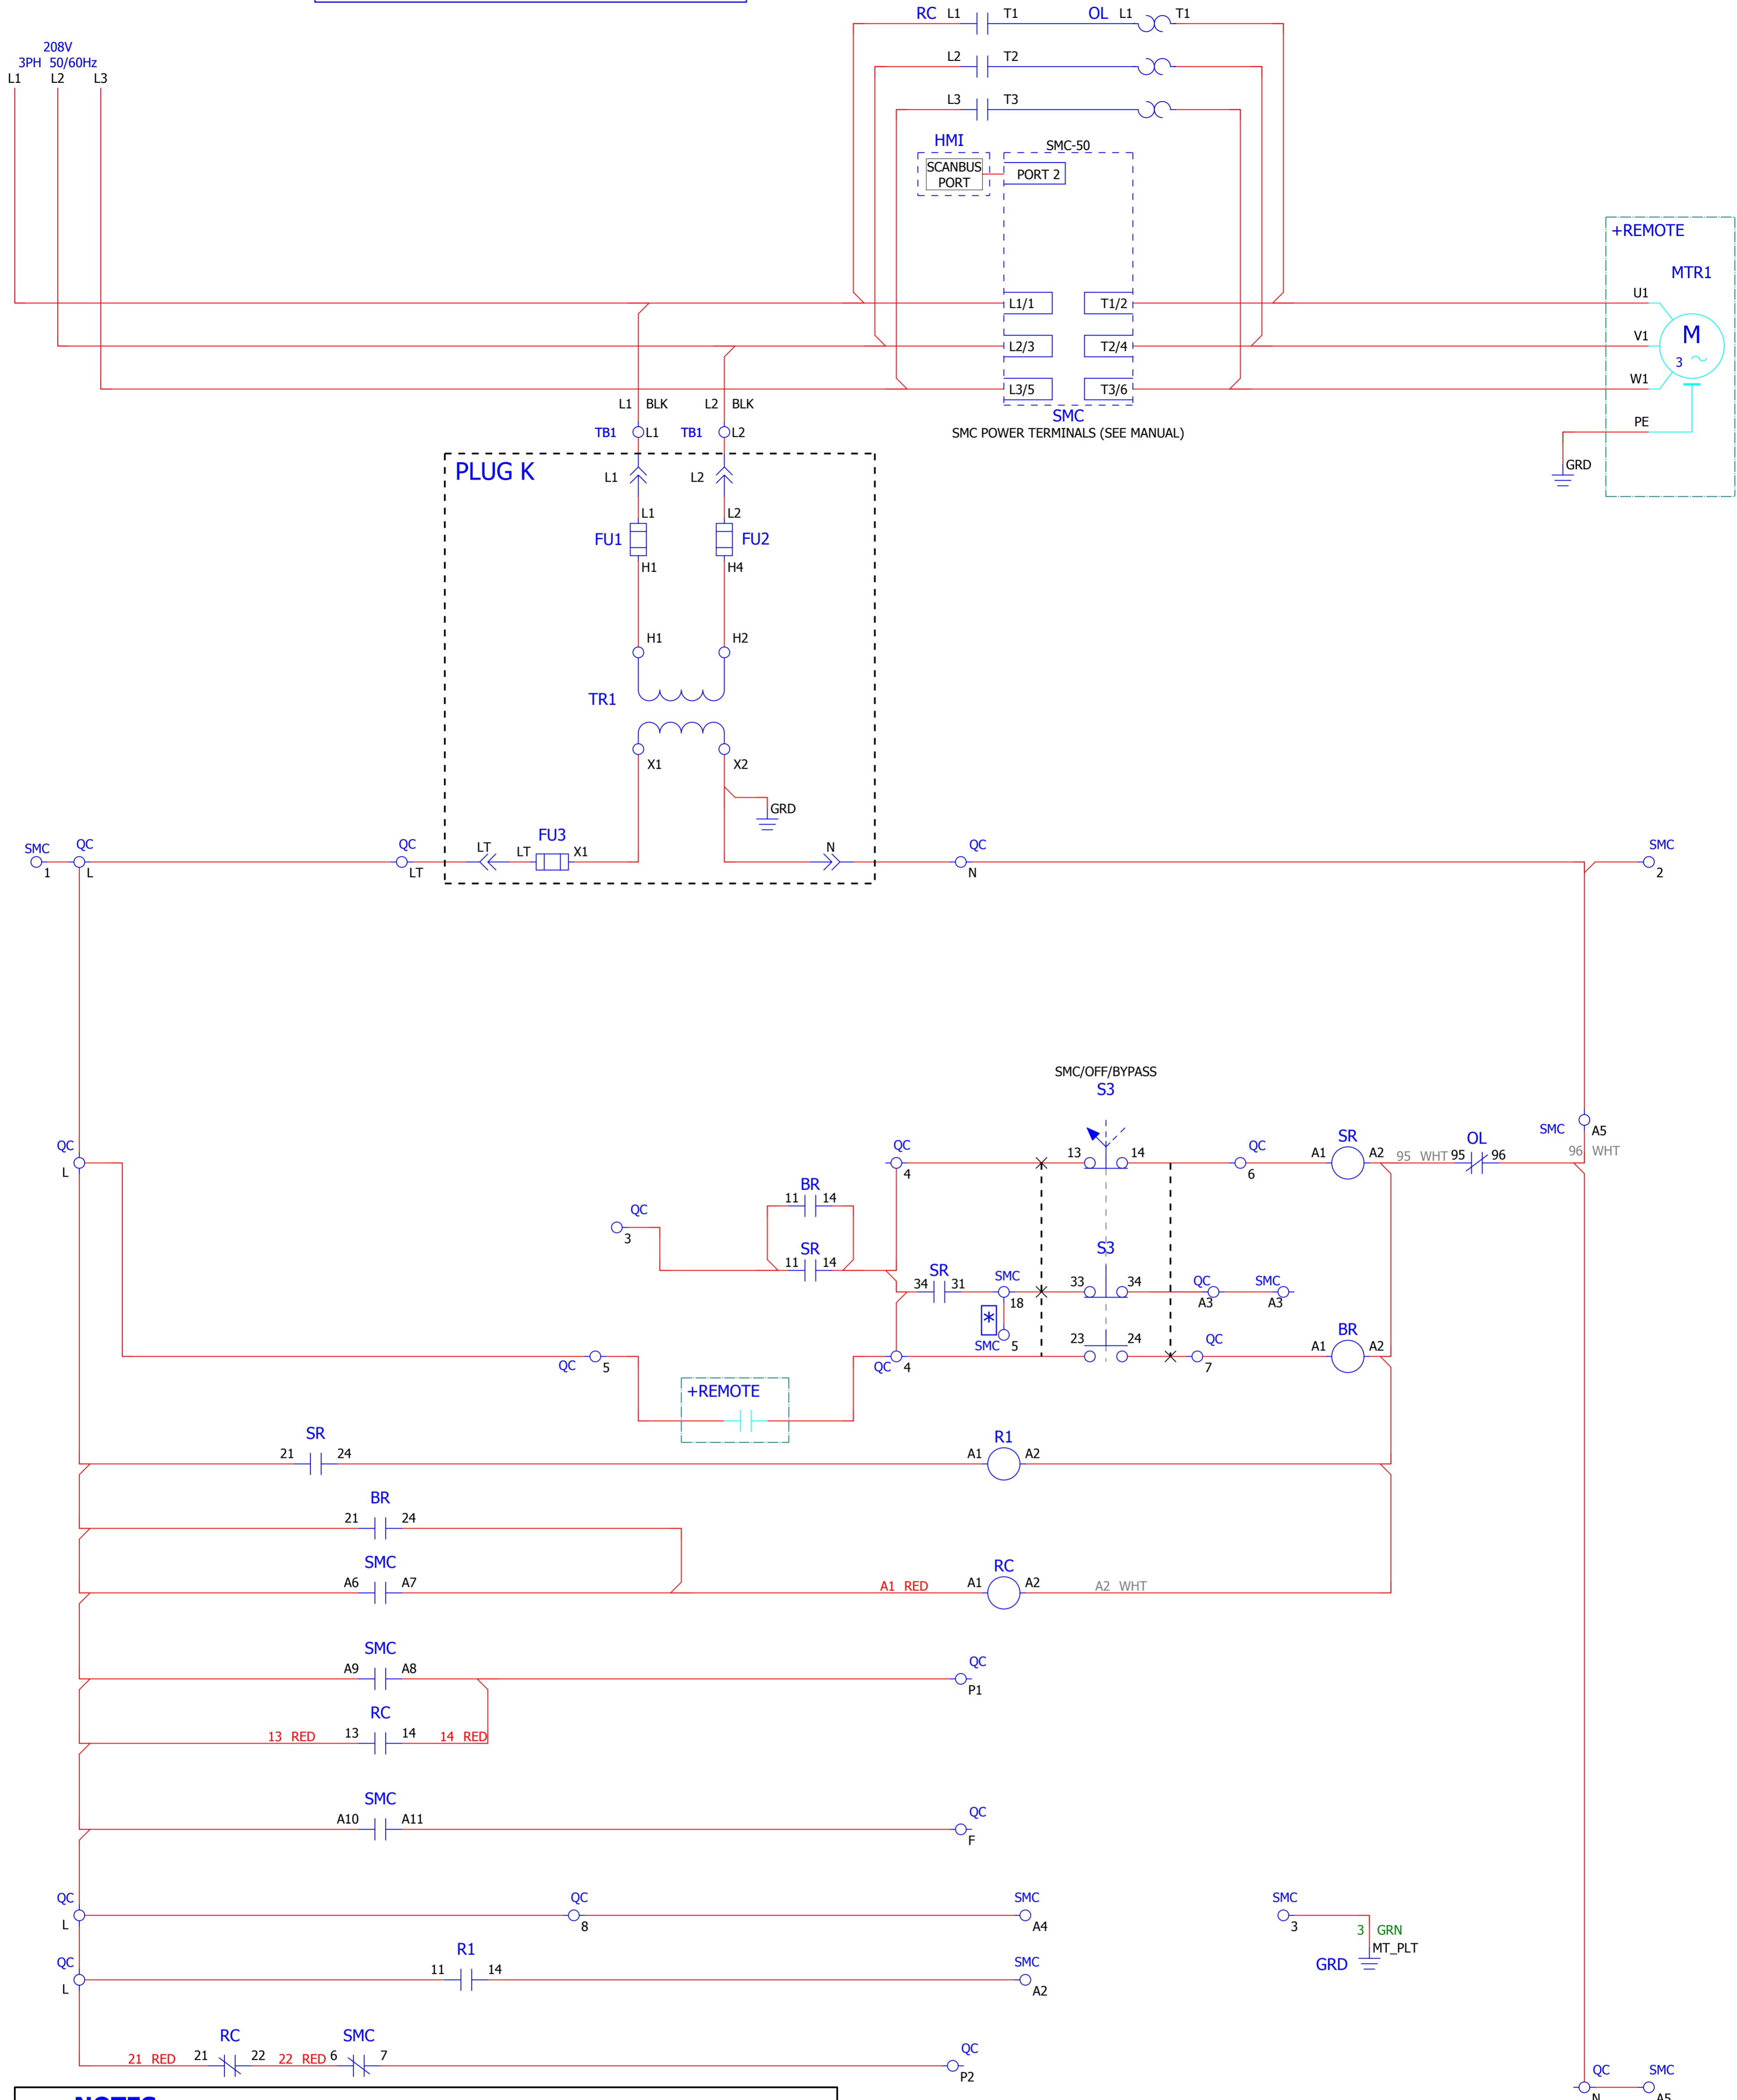 RC L1 T1 OL L1 T1
208V
3PH 50/60Hz
L1 L2 L3
L2 T2
L3 T3
HMI
SMC-50
SCANBUS
PORT
PORT 2
+REMOTE
MTR1
L1/1 T1/2 U1
L2/3 T2/4 V1 M
3
L3/5 T3/6 W1
L1 BLK L2 BLK
SMC
TB1 L1 TB1 L2
SMC POWER TERMINALS (SEE MANUAL)
PE
GRD
PLUG K
L1 L2
L1 L2
FU1 FU2
H1 H4
H1 H2
TR1
X1 X2
GRD
SMC QC QC FU3 QC SMC
LT LT X1 N
1 L LT N 2
SMC/OFF/BYPASS
S3
SMC A5
QC QC 13 14 QC SR OL
A1 A2 95 WHT 95 96 96 WHT
L 4 6
BR
11 14
QC
3
SR
11 14
S3
SR SMC
34 31 33 34 QC SMC
18 A3 A3
*
SMC 5
23 24 QC BR
A1 A2
QC 5 QC 4 7
+REMOTE
SR R1
21 24 A1 A2
BR
21 24
SMC RC
A6 A7 A1 RED A1 A2 A2 WHT
SMC QC
A9 A8
P1
RC
13 RED 13 14 14 RED
SMC QC
A10 A11
F
QC QC SMC SMC
L 8 A4 3
3 GRN
MT_PLT
GRD
QC R1 SMC
11 14
L A2
RC SMC QC
21 RED 21 22 22 RED 6 7
P2
QC SMC
N A5
NOTES